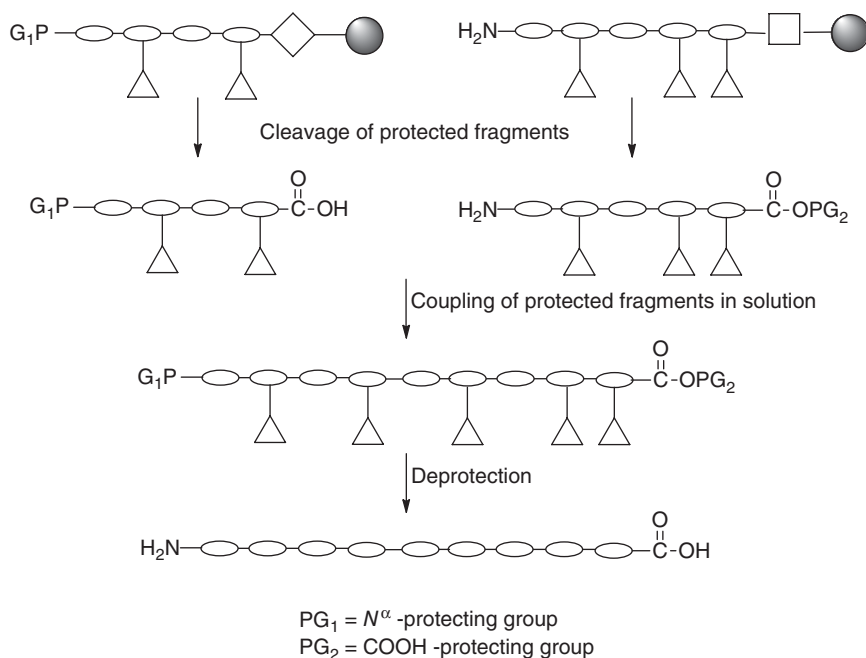 G₁P
H₂N
Cleavage of protected fragments
G₁P
O
C-OH
H₂N
O
C-OPG₂
Coupling of protected fragments in solution
G₁P
O
C-OPG₂
Deprotection
H₂N
O
C-OH
PG₁ = Nᵅ -protecting group
PG₂ = COOH -protecting group